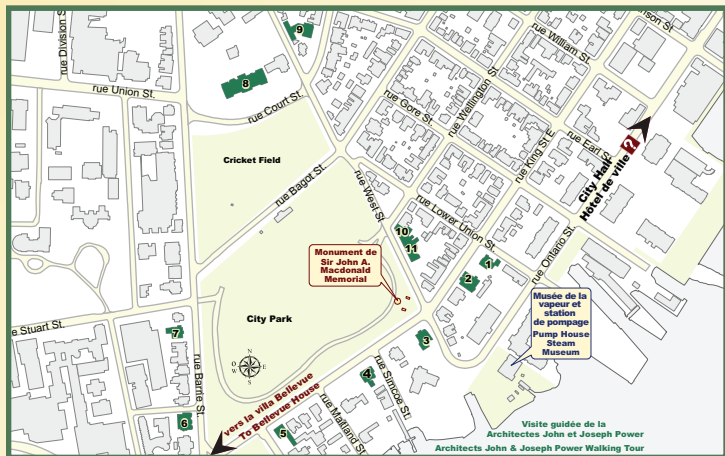 rue Division St.
rue Union St.
8
9
rue Court St.
Cricket Field
rue Bagot St.
rue West St.
rue Gore St.
rue Wellington St.
rue William St.
rue King St. E.
rue Earl St.
?
City Hall
Hôtel de ville
rue Lower Union St.
rue Ontario St.
10
11
1
2
Monument de
Sir John A.
Macdonald
Memorial
Musée de la
vapeur et
station
de pompage
Pump House
Steam
Museum
City Park
N
O
W
E
S
rue Stuart St.
7
rue Barrie St.
6
3
4
rue Simcoe St.
5
rue Maitland St.
vers la villa Bellevue
To Bellevue House
Visite guidée de la
Architectes John et Joseph Power
Architects John & Joseph Power Walking Tour